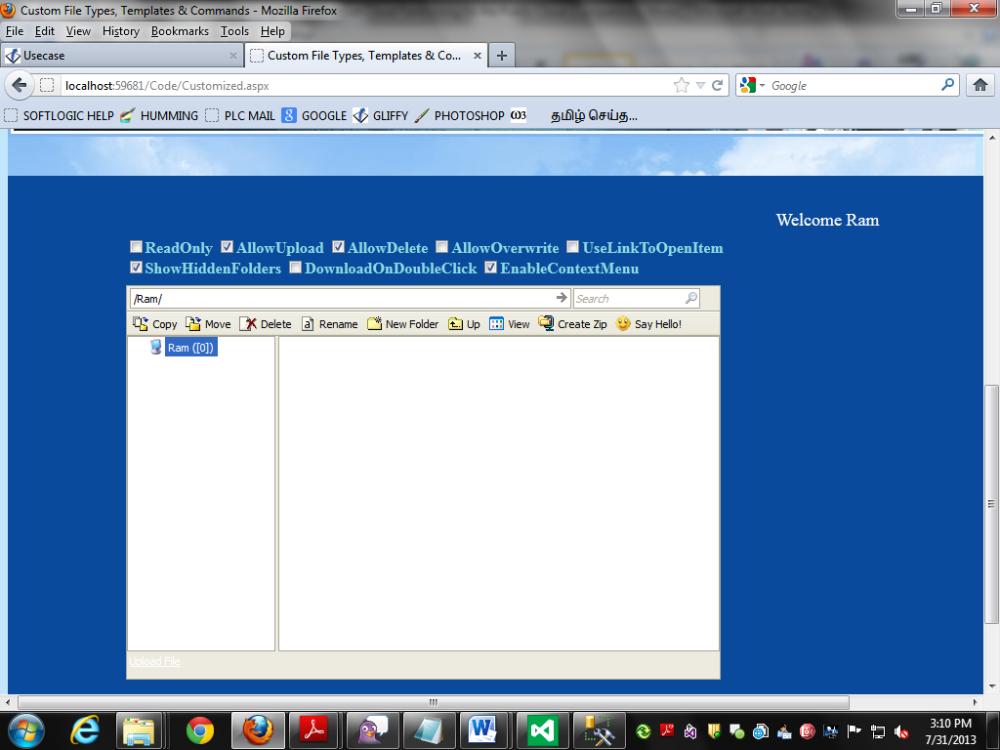 Custom File Types, Templates & Commands - Mozilla Firefox
File Edit View History Bookmarks Tools Help
Usecase × Custom File Types, Templates & Co... × +
localhost:59681/Code/Customized.aspx Google
SOFTLOGIC HELP HUMMING PLC MAIL GOOGLE GLIFFY PHOTOSHOP தமிழ் செய்த...
Welcome Ram
ReadOnly AllowUpload AllowDelete AllowOverwrite UseLinkToOpenItem
ShowHiddenFolders DownloadOnDoubleClick EnableContextMenu
/Ram/ Search
Copy Move Delete Rename New Folder Up View Create Zip Say Hello!
Ram ([0])
Upload File
3:10 PM
7/31/2013